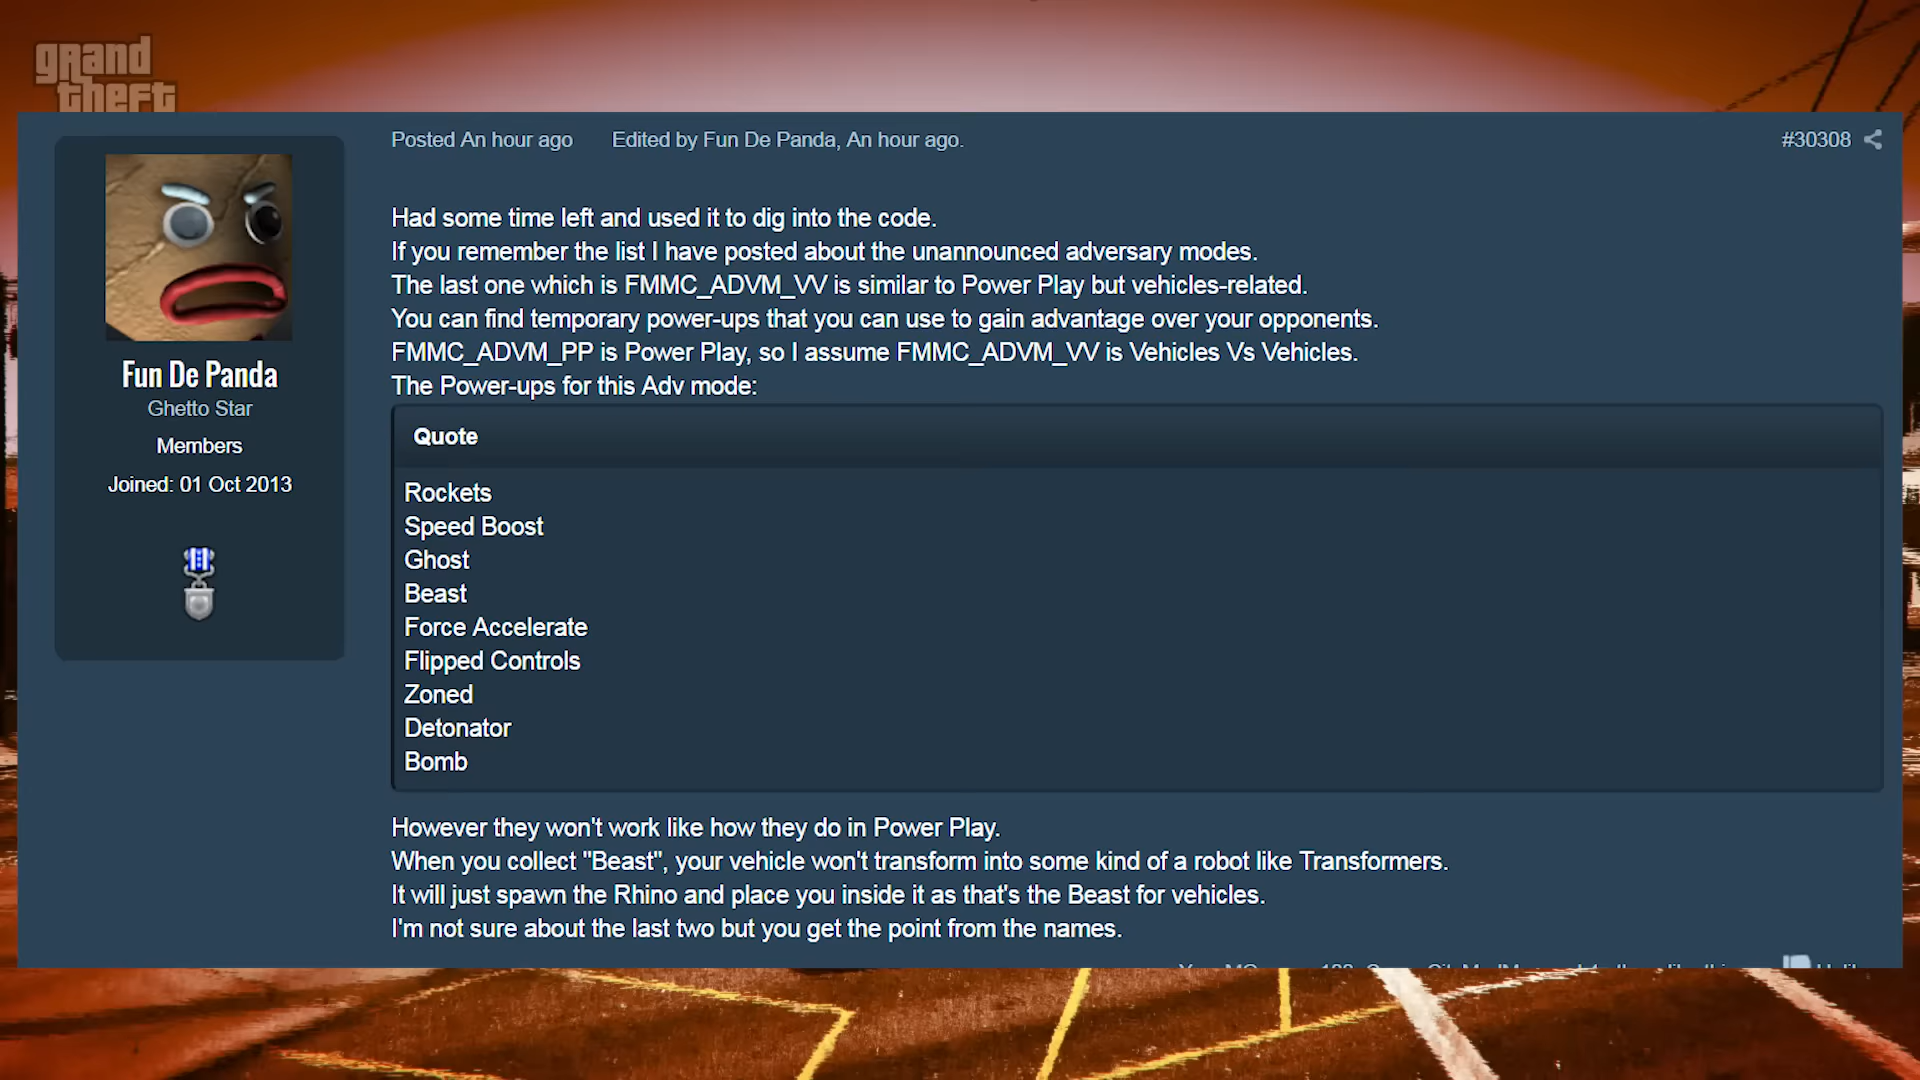 grand
theft
Posted An hour ago Edited by Fun De Panda, An hour ago. #30308
Had some time left and used it to dig into the code.
If you remember the list I have posted about the unannounced adversary modes.
The last one which is FMMC_ADVM_VV is similar to Power Play but vehicles-related.
You can find temporary power-ups that you can use to gain advantage over your opponents.
FMMC_ADVM_PP is Power Play, so I assume FMMC_ADVM_VV is Vehicles Vs Vehicles.
The Power-ups for this Adv mode:
Fun De Panda
Ghetto Star
Members
Joined: 01 Oct 2013
Quote
Rockets
Speed Boost
Ghost
Beast
Force Accelerate
Flipped Controls
Zoned
Detonator
Bomb
However they won't work like how they do in Power Play.
When you collect "Beast", your vehicle won't transform into some kind of a robot like Transformers.
It will just spawn the Rhino and place you inside it as that's the Beast for vehicles.
I'm not sure about the last two but you get the point from the names.